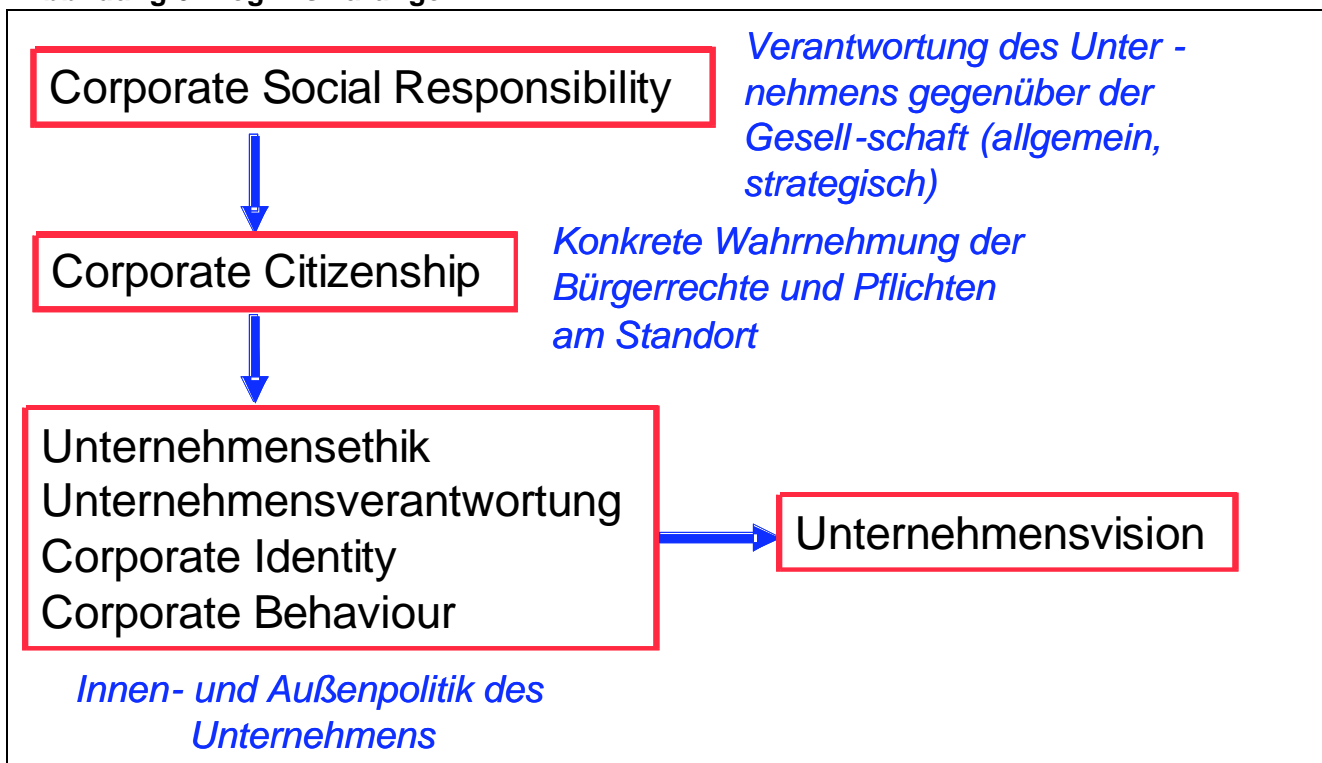 Corporate Social Responsibility
Verantwortung des Unter -
nehmens gegenüber der
Gesell -schaft (allgemein,
strategisch)
Corporate Citizenship
Konkrete Wahrnehmung der
Bürgerrechte und Pflichten
am Standort
Unternehmensethik
Unternehmensverantwortung
Corporate Identity
Corporate Behaviour
Unternehmensvision
Innen- und Außenpolitik des
Unternehmens